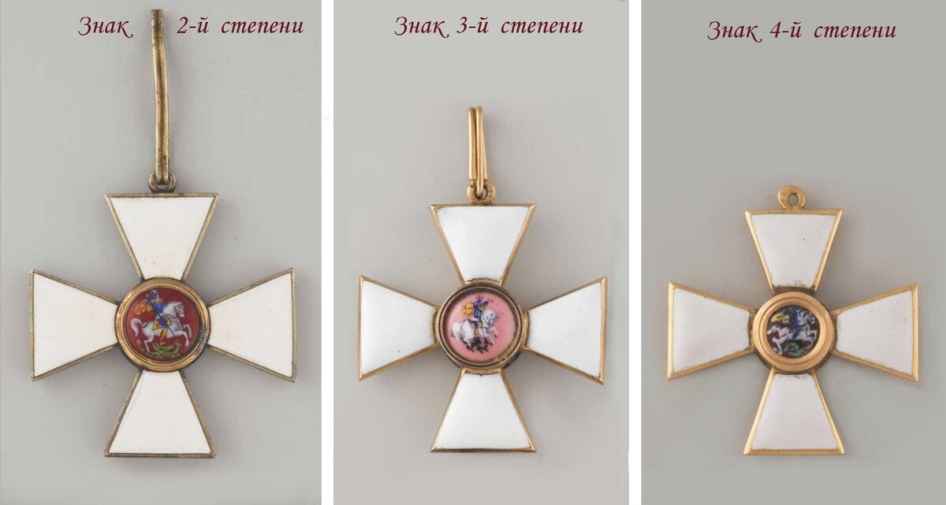 Знак 2-й степени
Знак 3-й степени
Знак 4-й степени